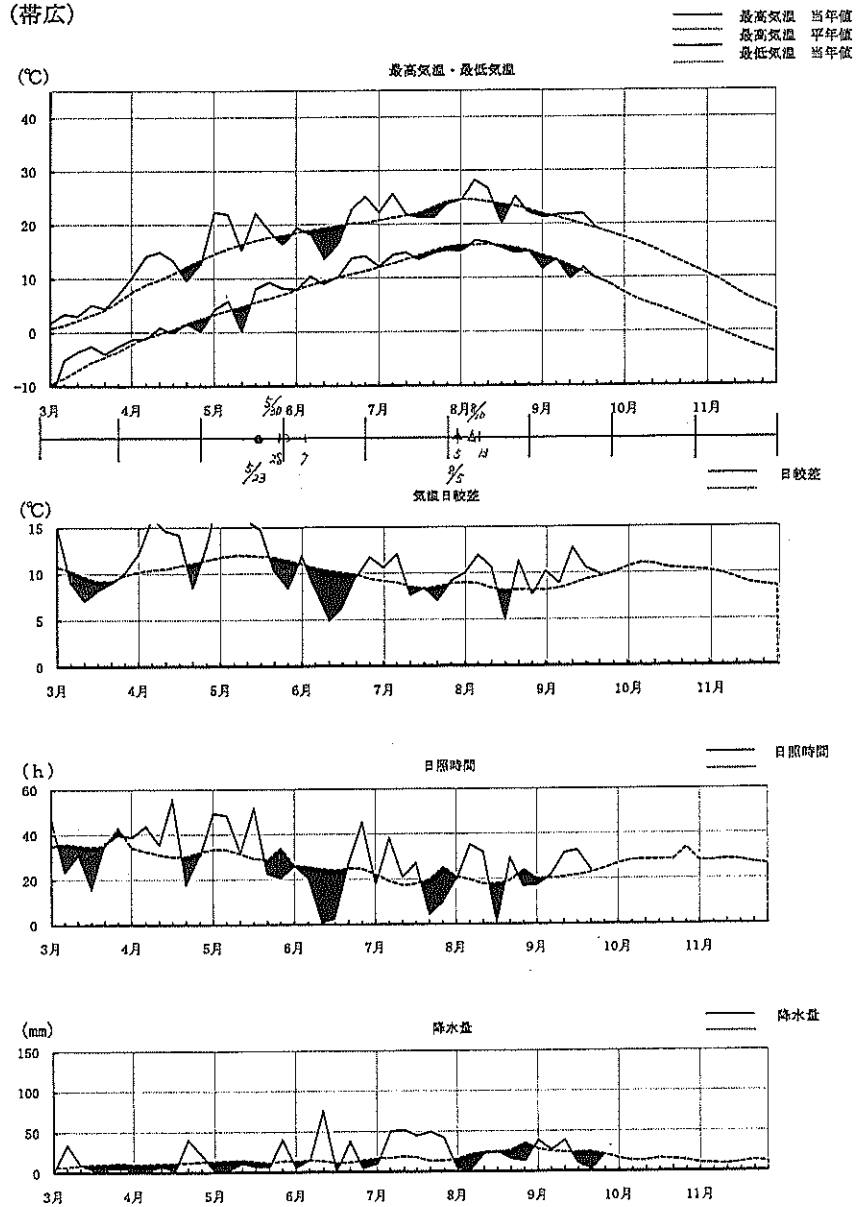 (帯広)
最高気温 当年値
最高気温 平年値
最低気温 当年値
(℃)
最高気温・最低気温
40
30
20
10
0
-10
3月 4月 5月 6月 7月 8月 9月 10月 11月
5/30 8/10
28 7 5 13
5/23 8/5
気温日較差
日較差
(℃)
15
10
5
0
3月 4月 5月 6月 7月 8月 9月 10月 11月
(h)
日照時間
日照時間
60
40
20
0
3月 4月 5月 6月 7月 8月 9月 10月 11月
(mm)
降水量
降水量
150
100
50
0
3月 4月 5月 6月 7月 8月 9月 10月 11月